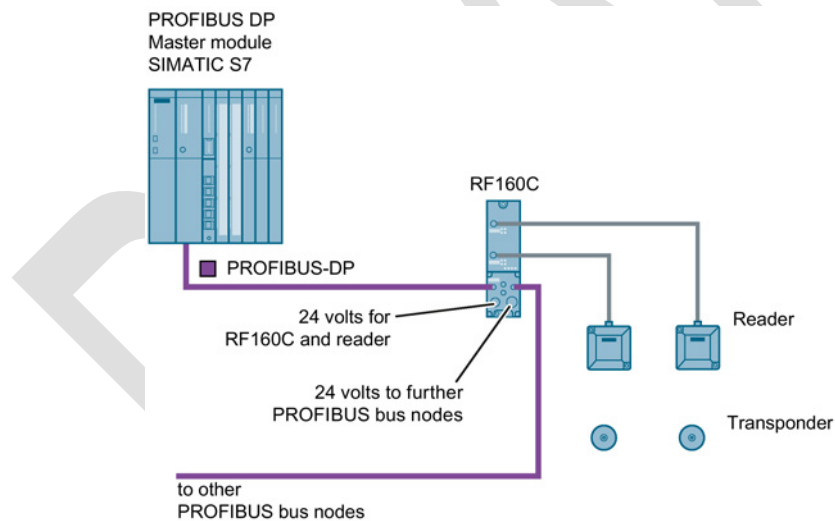 PROFIBUS DP
Master module
SIMATIC S7
RF160C
PROFIBUS-DP
24 volts for
RF160C and reader
Reader
24 volts to further
PROFIBUS bus nodes
Transponder
to other
PROFIBUS bus nodes